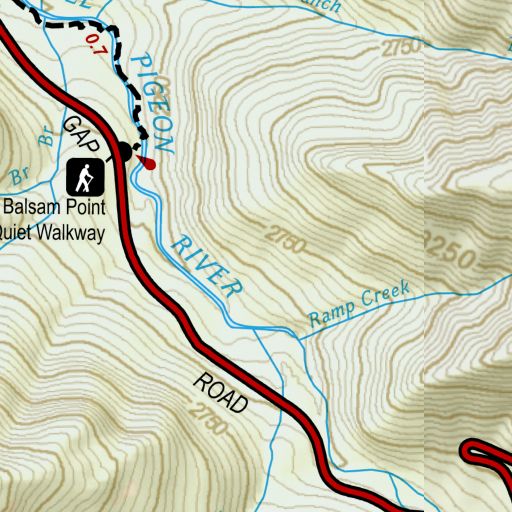 2750
0.7
PIGEON
GAP
Br
Br
Balsam Point
Quiet Walkway
RIVER
2750
3250
Ramp Creek
ROAD
2750